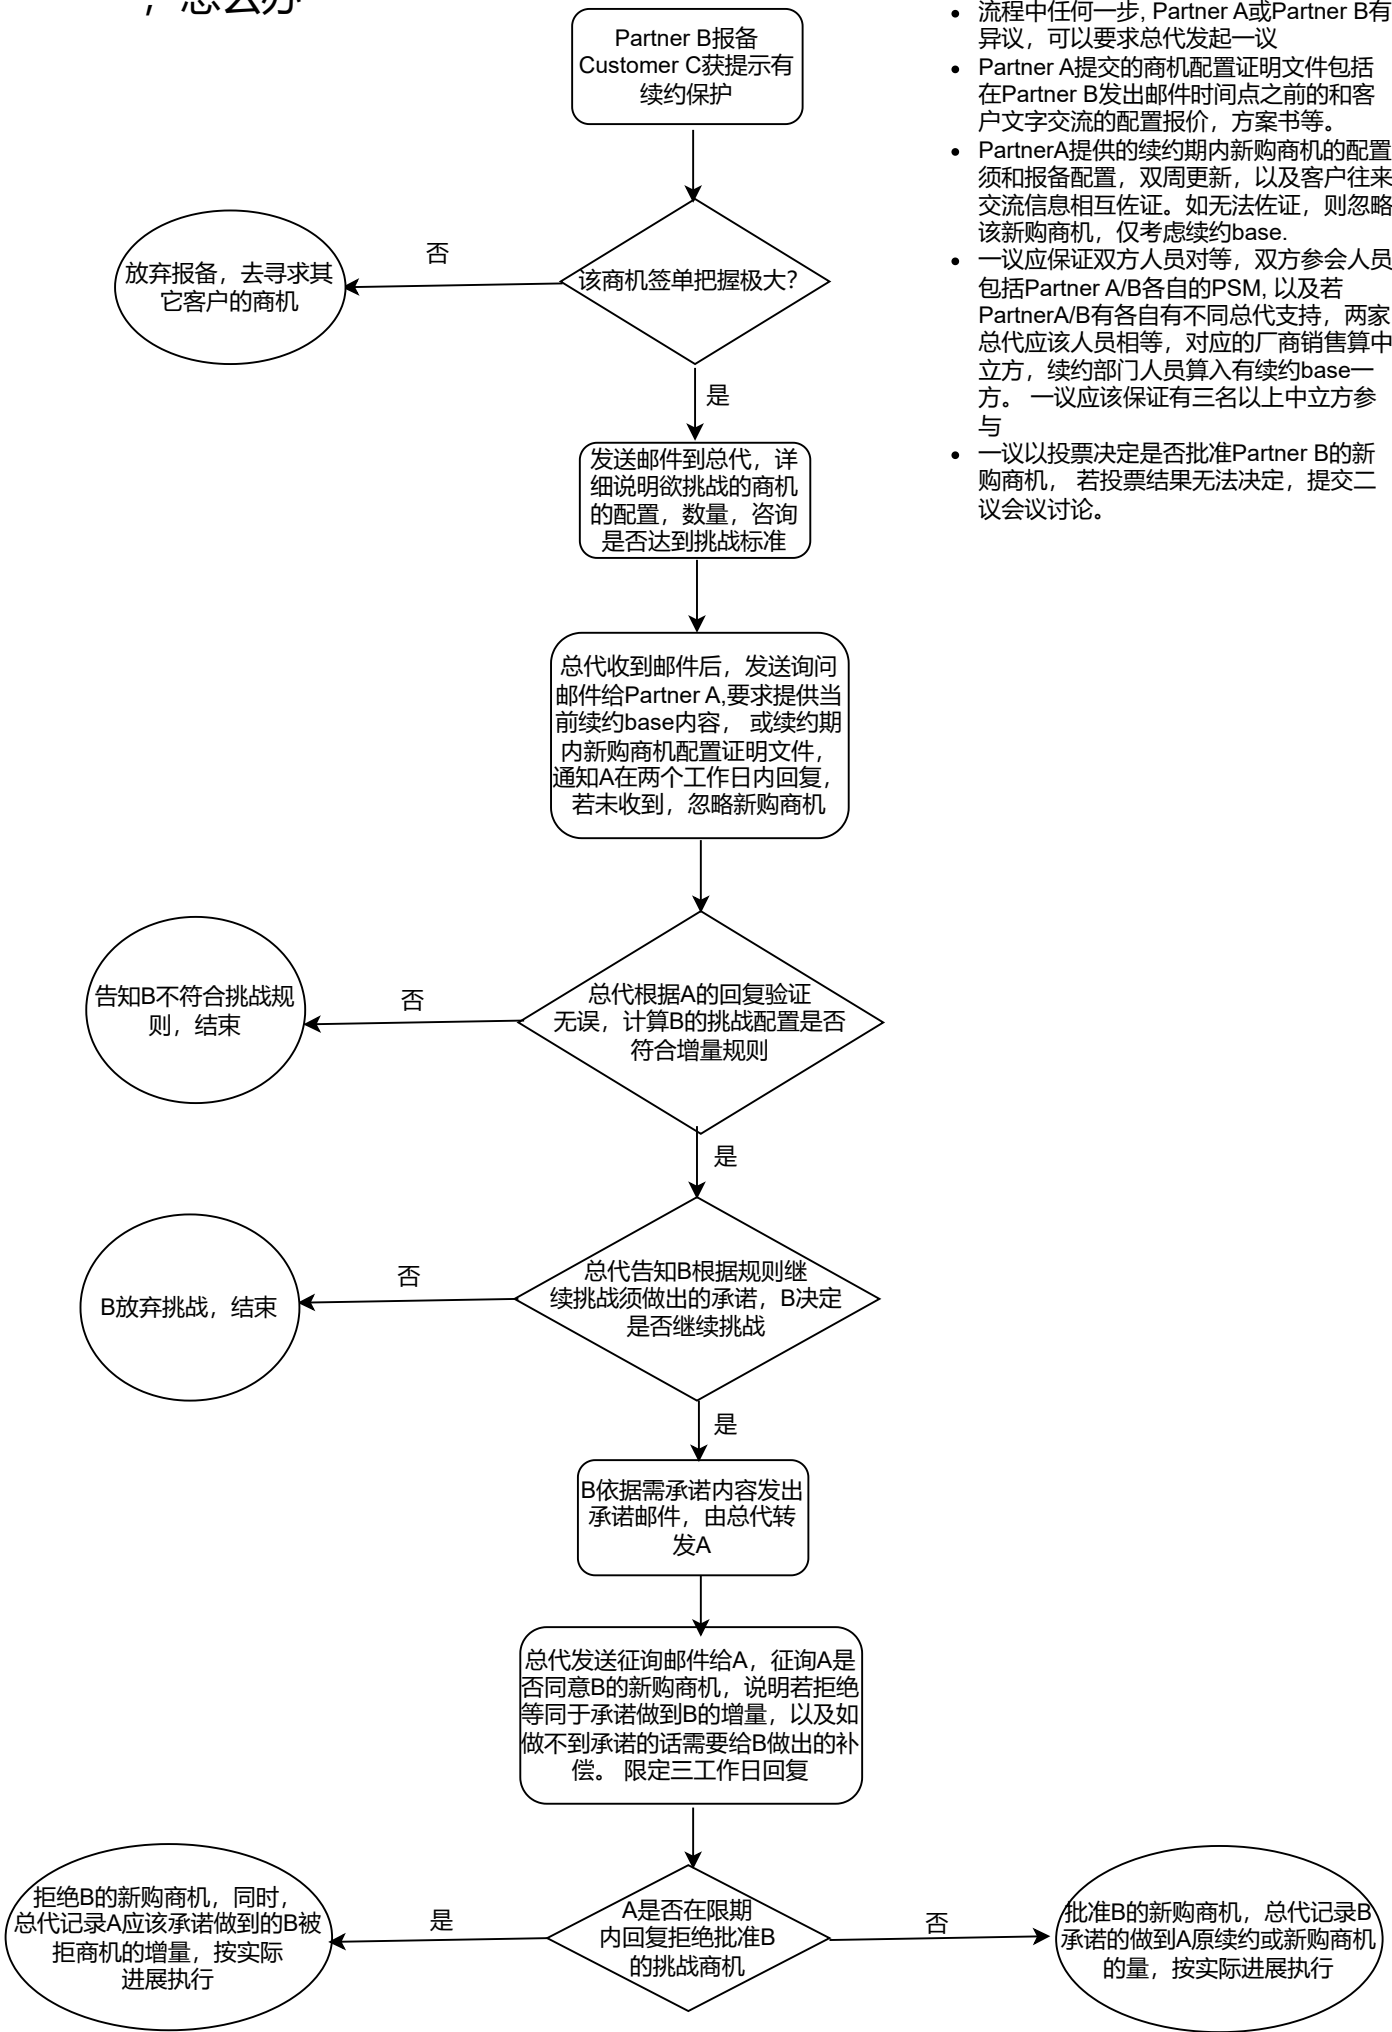 ，怎么办
Partner B报备
Customer C获提示有
续约保护
该商机签单把握极大？
否
放弃报备，去寻求其
它客户的商机
是
发送邮件到总代，详
细说明欲挑战的商机
的配置，数量，咨询
是否达到挑战标准
总代收到邮件后，发送询问
邮件给Partner A,要求提供当
前续约base内容， 或续约期
内新购商机配置证明文件，
通知A在两个工作日内回复，
若未收到，忽略新购商机
总代根据A的回复验证
无误，计算B的挑战配置是否
符合增量规则
否
告知B不符合挑战规
则，结束
是
总代告知B根据规则继
续挑战须做出的承诺，B决定
是否继续挑战
否
B放弃挑战，结束
是
B依据需承诺内容发出
承诺邮件，由总代转
发A
总代发送征询邮件给A，征询A是
否同意B的新购商机，说明若拒绝
等同于承诺做到B的增量，以及如
做不到承诺的话需要给B做出的补
偿。 限定三工作日回复
A是否在限期
内回复拒绝批准B
的挑战商机
是
拒绝B的新购商机，同时，
总代记录A应该承诺做到的B被
拒商机的增量，按实际
进展执行
否
批准B的新购商机，总代记录B
承诺的做到A原续约或新购商机
的量，按实际进展执行
• 流程中任何一步, Partner A或Partner B有
异议，可以要求总代发起一议
• Partner A提交的商机配置证明文件包括
在Partner B发出邮件时间点之前的和客
户文字交流的配置报价，方案书等。
• PartnerA提供的续约期内新购商机的配置
须和报备配置，双周更新，以及客户往来
交流信息相互佐证。如无法佐证，则忽略
该新购商机，仅考虑续约base.
• 一议应保证双方人员对等，双方参会人员
包括Partner A/B各自的PSM, 以及若
PartnerA/B有各自有不同总代支持，两家
总代应该人员相等，对应的厂商销售算中
立方，续约部门人员算入有续约base一
方。 一议应该保证有三名以上中立方参
与
• 一议以投票决定是否批准Partner B的新
购商机， 若投票结果无法决定，提交二
议会议讨论。